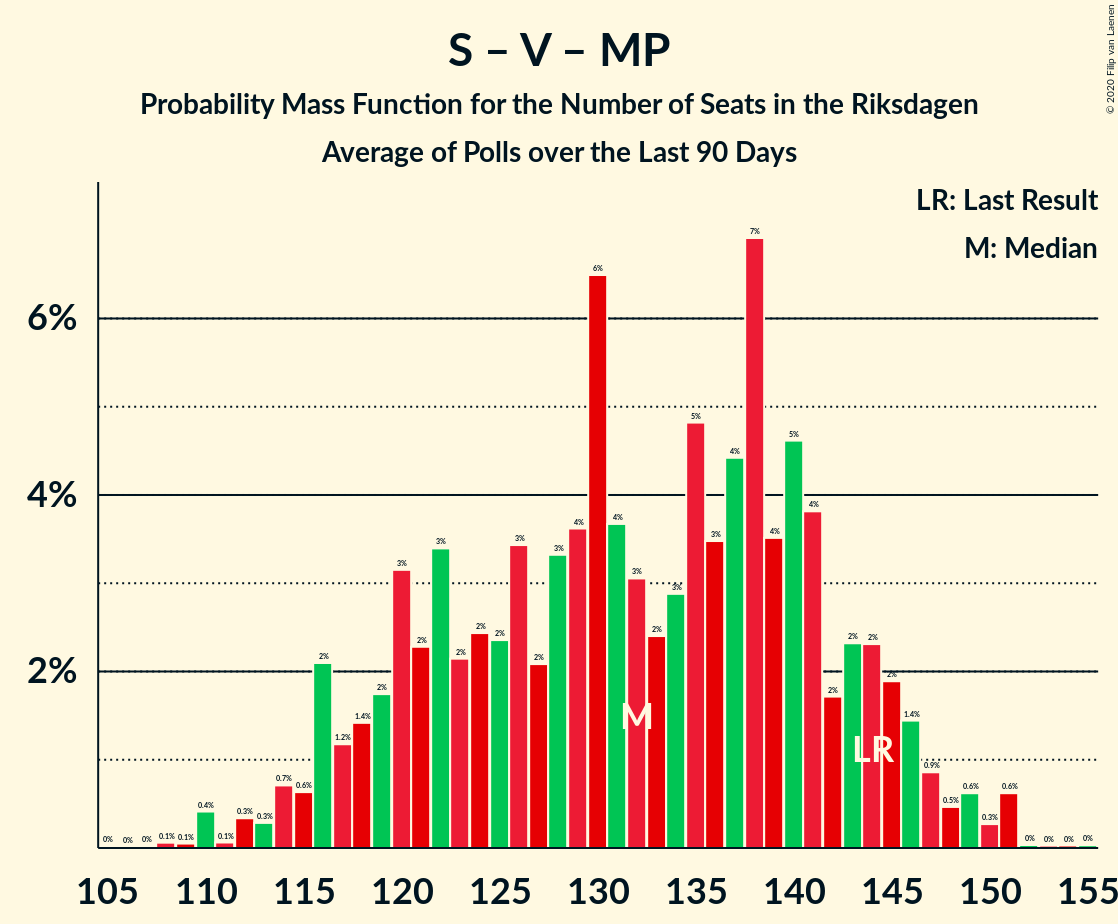 S – V – MP
Probability Mass Function for the Number of Seats in the Riksdagen
Average of Polls over the Last 90 Days
© 2020 Filip van Laenen
LR: Last Result
M: Median
6%
4%
2%
0% 0% 0% 0.1% 0.1% 0.4% 0.1% 0.3% 0.3% 0.7% 0.6% 2% 1.2% 1.4% 2% 3% 2% 3% 2% 2% 2% 3% 2% 3% 4% 6% 4% 3% 2% 3% 5% 3% 4% 7% 4% 5% 4% 2% 2% 2% 2% 1.4% 0.9% 0.5% 0.6% 0.3% 0.6% 0% 0% 0% 0%
M
LR
105 110 115 120 125 130 135 140 145 150 155